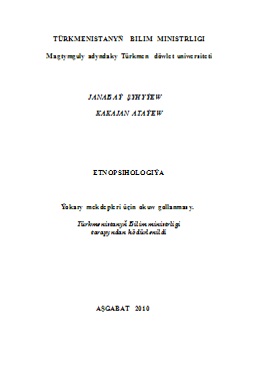 TÜRKMENISTANYŇ BILIM MINISTRLIGI
Magtymguly adyndaky Türkmen döwlet uniwersiteti
JANABAÝ ŞYHYÝEW
KAKAJAN ATAÝEW
ETNOPSIHOLOGIÝA
Ýokary mekdepleri üçin okuw gollanmasy.
Türkmenistanyň Bilim ministrligi
tarapyndan hödürlenildi
AŞGABAT 2010